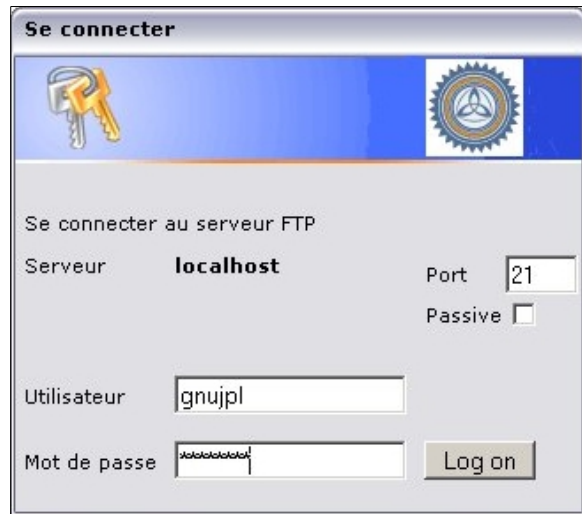 Se connecter
Se connecter au serveur FTP
Serveur localhost
Port 21
Passive
Utilisateur gnujpl
Mot de passe *********
Log on